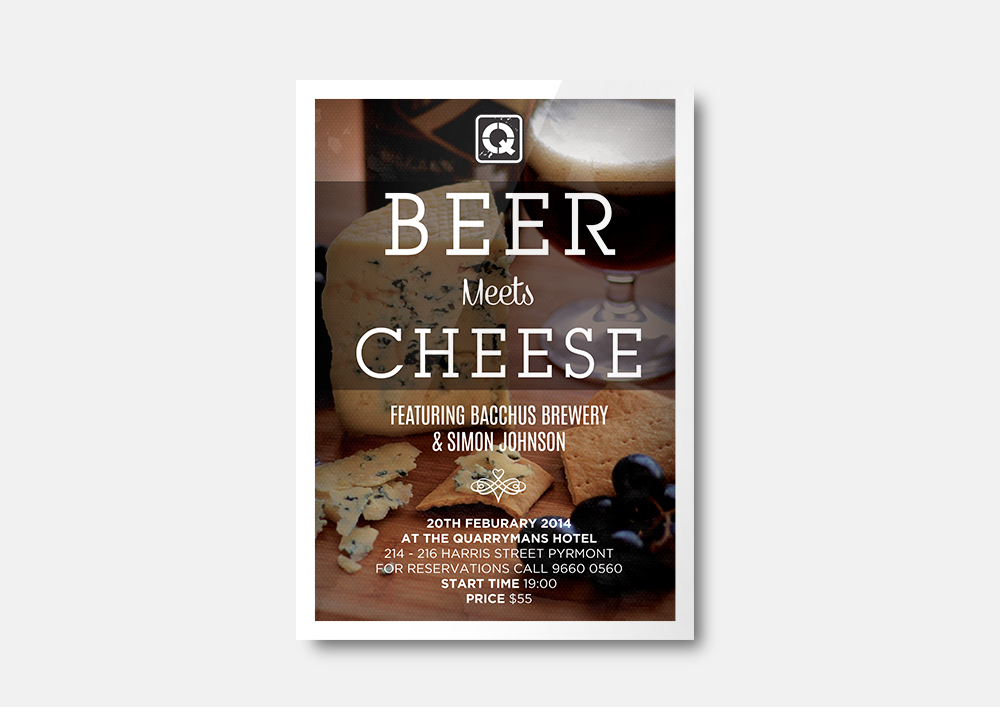 Q
BEER
Meets
CHEESE
FEATURING BACCHUS BREWERY
& SIMON JOHNSON
20TH FEBURARY 2014
AT THE QUARRYMANS HOTEL
214 - 216 HARRIS STREET PYRMONT
FOR RESERVATIONS CALL 9660 0560
START TIME 19:00
PRICE $55